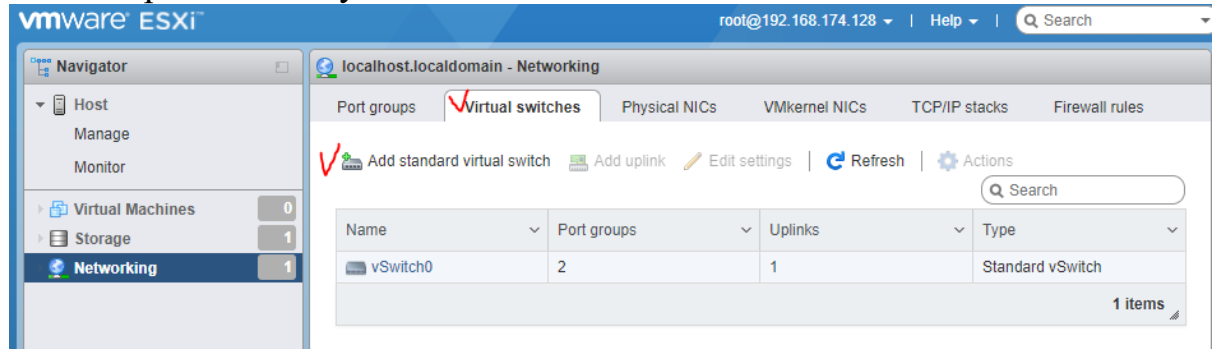 vmware ESXi™
root@192.168.174.128 | Help | Search
Navigator
Host
Manage
Monitor
Virtual Machines 0
Storage 1
Networking 1
localhost.localdomain - Networking
Port groups Virtual switches Physical NICs VMkernel NICs TCP/IP stacks Firewall rules
Add standard virtual switch Add uplink Edit settings | Refresh | Actions
Search
Name Port groups Uplinks Type
vSwitch0 2 1 Standard vSwitch
1 items